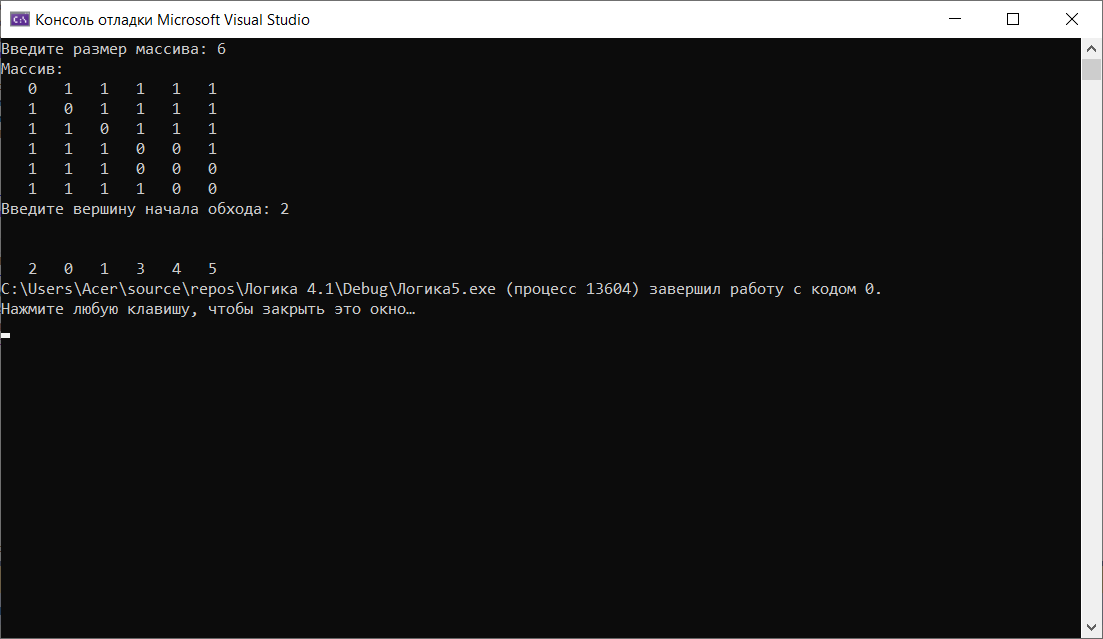 Консоль отладки Microsoft Visual Studio
Введите размер массива: 6
Массив:
0 1 1 1 1 1
1 0 1 1 1 1
1 1 0 1 1 1
1 1 1 0 0 1
1 1 1 0 0 0
1 1 1 1 0 0
Введите вершину начала обхода: 2
2 0 1 3 4 5
C:\Users\Acer\source\repos\Логика 4.1\Debug\Логика5.exe (процесс 13604) завершил работу с кодом 0.
Нажмите любую клавишу, чтобы закрыть это окно…